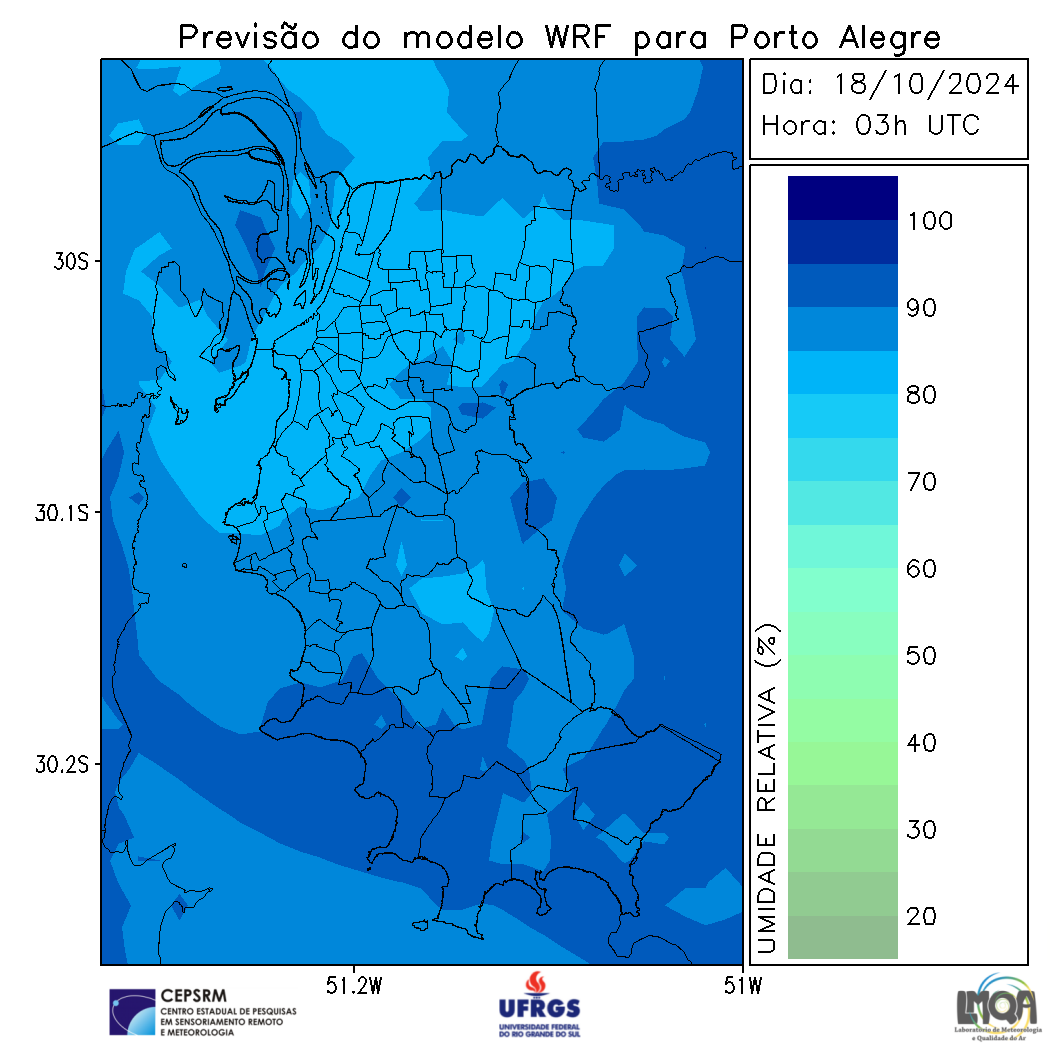 Previsão do modelo WRF para Porto Alegre
Dia: 18/10/2024
Hora: 03h UTC
30S
30.1S
30.2S
51.2W
51W
100
90
80
70
60
50
40
30
20
UMIDADE RELATIVA (%)
CEPSRM
CENTRO ESTADUAL DE PESQUISAS
EM SENSORIAMENTO REMOTO
E METEOROLOGIA
UFRGS
UNIVERSIDADE FEDERAL
DO RIO GRANDE DO SUL
LMQA
Laboratório de Meteorologia
e Qualidade do Ar